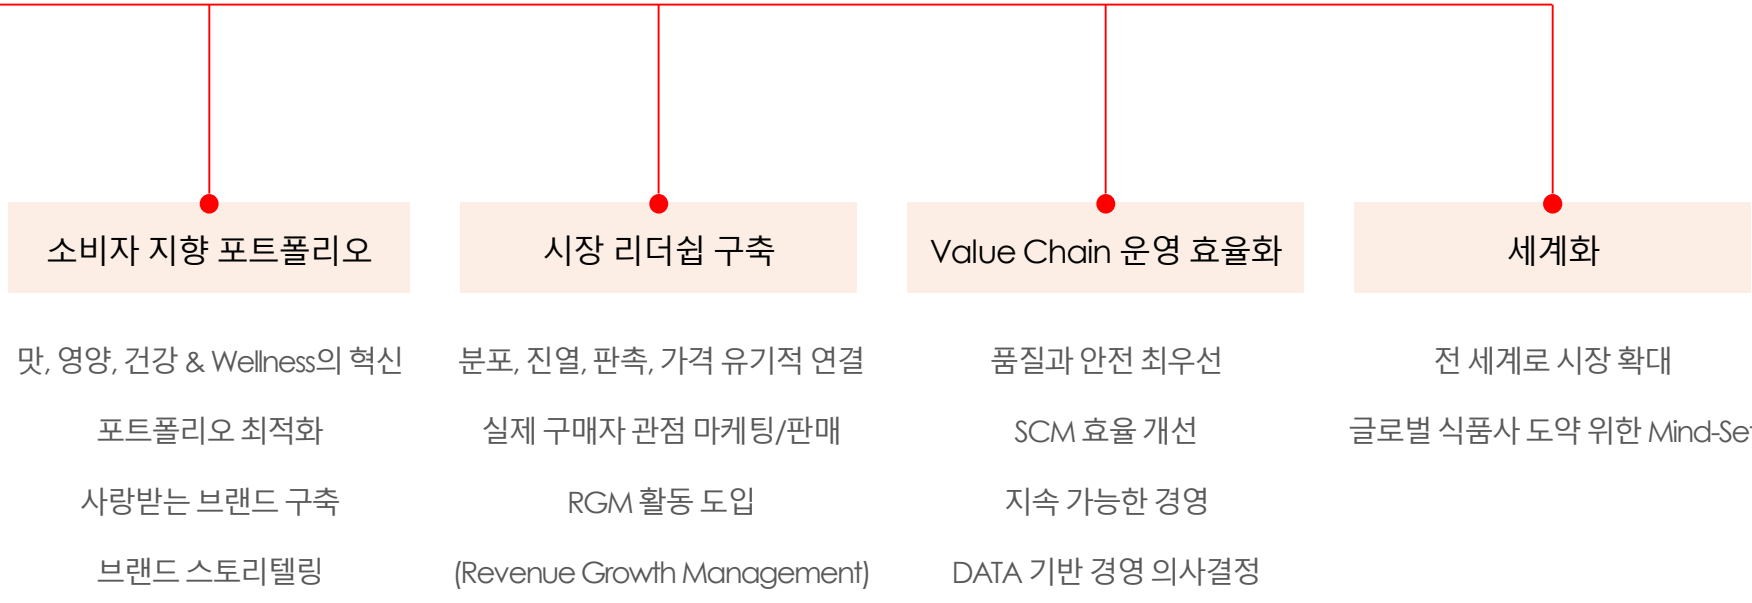 소비자 지향 포트폴리오
맛, 영양, 건강 & Wellness의 혁신
포트폴리오 최적화
사랑받는 브랜드 구축
브랜드 스토리텔링
시장 리더쉽 구축
분포, 진열, 판촉, 가격 유기적 연결
실제 구매자 관점 마케팅/판매
RGM 활동 도입
(Revenue Growth Management)
Value Chain 운영 효율화
품질과 안전 최우선
SCM 효율 개선
지속 가능한 경영
DATA 기반 경영 의사결정
세계화
전 세계로 시장 확대
글로벌 식품사 도약 위한 Mind-Set